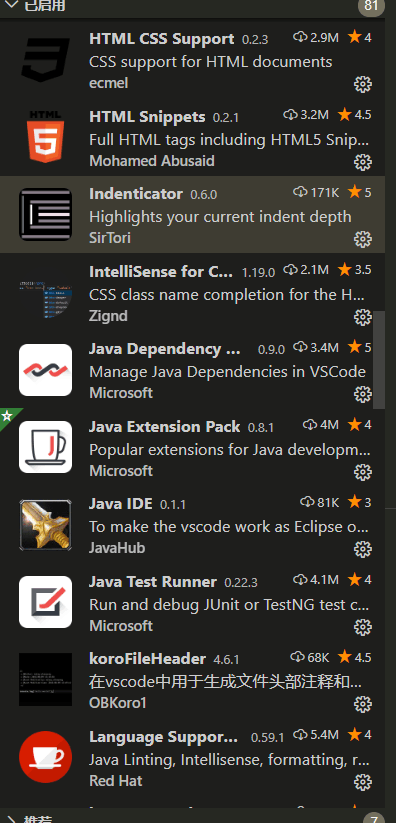 已启用 81
HTML CSS Support 0.2.3 2.9M 4
CSS support for HTML documents
ecmel
HTML Snippets 0.2.1 3.2M 4.5
Full HTML tags including HTML5 Snip...
Mohamed Abusaid
Indenticator 0.6.0 171K 5
Highlights your current indent depth
SirTori
IntelliSense for C... 1.19.0 2.1M 3.5
CSS class name completion for the H...
Zignd
Java Dependency ... 0.9.0 3.4M 5
Manage Java Dependencies in VSCode
Microsoft
Java Extension Pack 0.8.1 4M 4
Popular extensions for Java developm...
Microsoft
Java IDE 0.1.1 81K 3
To make the vscode work as Eclipse o...
JavaHub
Java Test Runner 0.22.3 4.1M 4
Run and debug JUnit or TestNG test c...
Microsoft
koroFileHeader 4.6.1 68K 4.5
在vscode中用于生成文件头部注释和...
OBKoro1
Language Suppor... 0.59.1 5.4M 4
Java Linting, Intellisense, formatting, r...
Red Hat
推荐 7